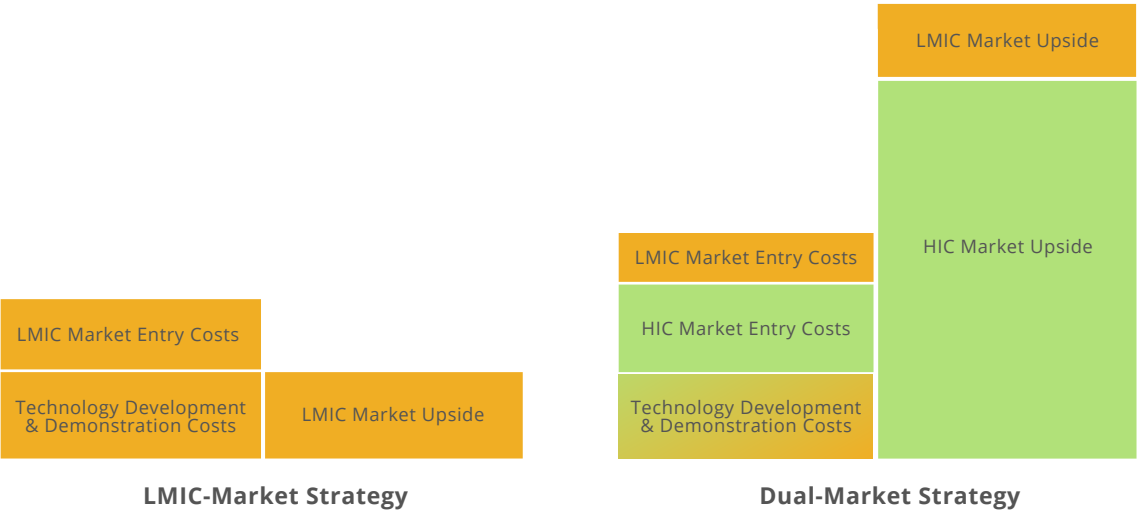 LMIC Market Entry Costs
Technology Development
& Demonstration Costs
LMIC Market Upside
LMIC-Market Strategy
LMIC Market Entry Costs
HIC Market Entry Costs
Technology Development
& Demonstration Costs
LMIC Market Upside
HIC Market Upside
Dual-Market Strategy